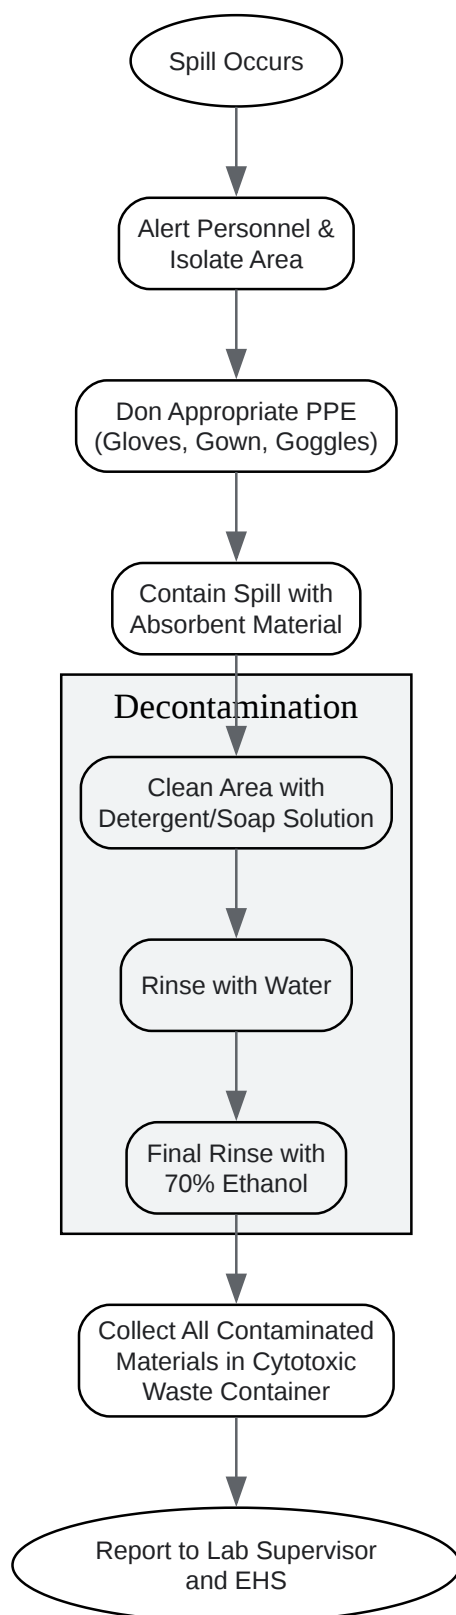 Spill Occurs
Alert Personnel &
Isolate Area
Don Appropriate PPE
(Gloves, Gown, Goggles)
Contain Spill with
Absorbent Material
Decontamination
Clean Area with
Detergent/Soap Solution
Rinse with Water
Final Rinse with
70% Ethanol
Collect All Contaminated
Materials in Cytotoxic
Waste Container
Report to Lab Supervisor
and EHS